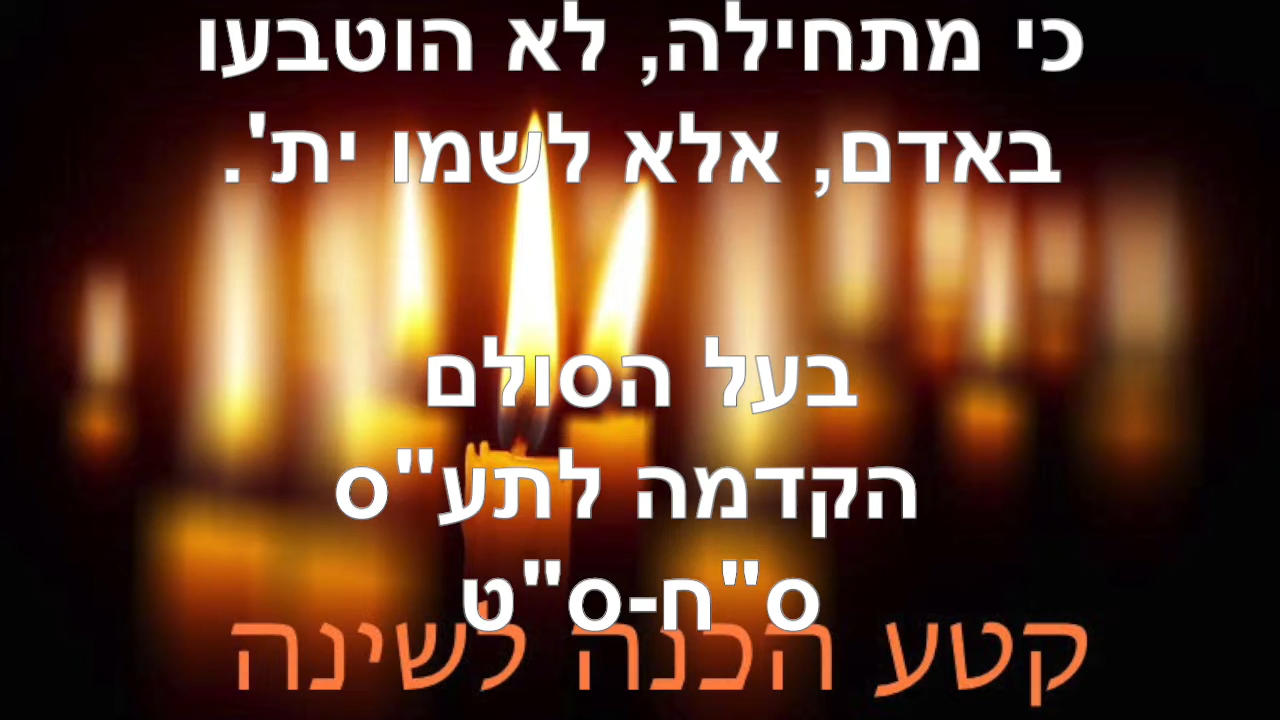 כי מתחילה, לא הוטבעו
באדם, אלא לשמו ית'.
בעל הסולם
הקדמה לתע"ס
ס"ח-ס"ט
קטע הכנה לשינה